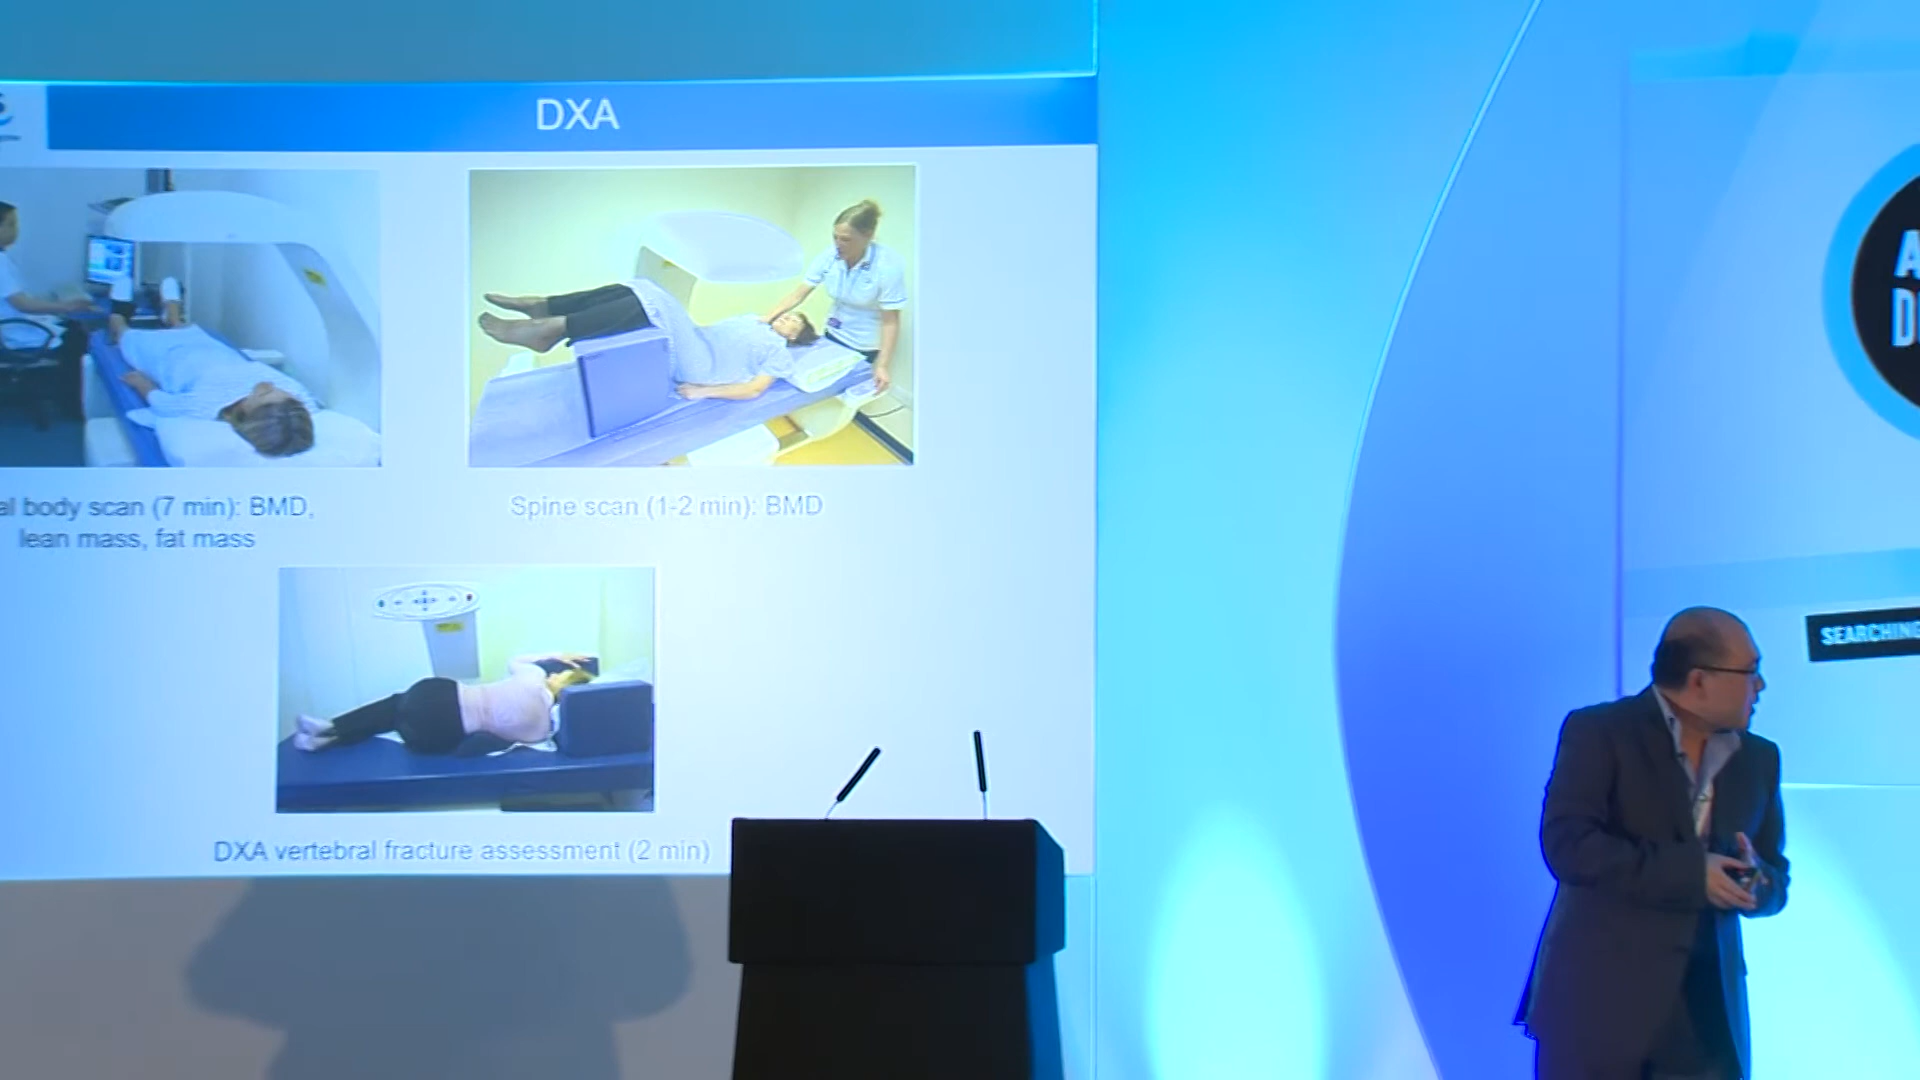 DXA
al body scan (7 min): BMD,
lean mass, fat mass
Spine scan (1-2 min): BMD
DXA vertebral fracture assessment (2 min)
SEARCHING